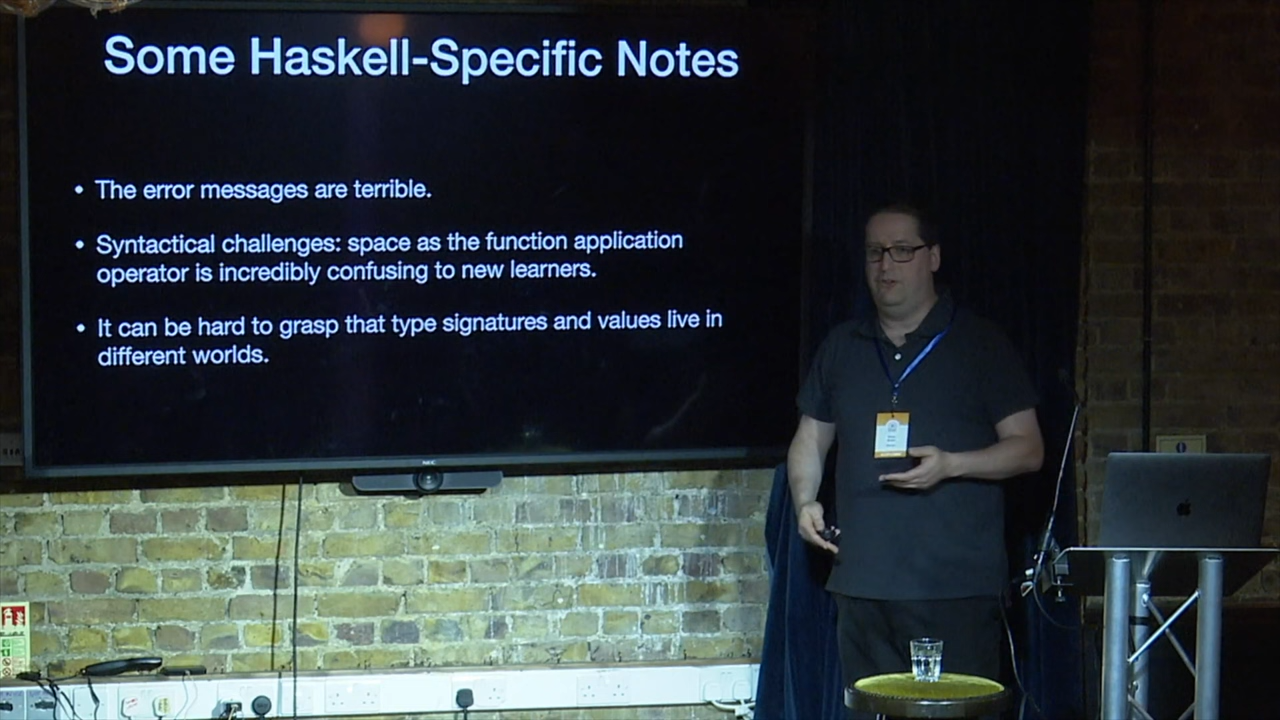 Some Haskell-Specific Notes
• The error messages are terrible.
• Syntactical challenges: space as the function application
operator is incredibly confusing to new learners.
• It can be hard to grasp that type signatures and values live in
different worlds.
NEC